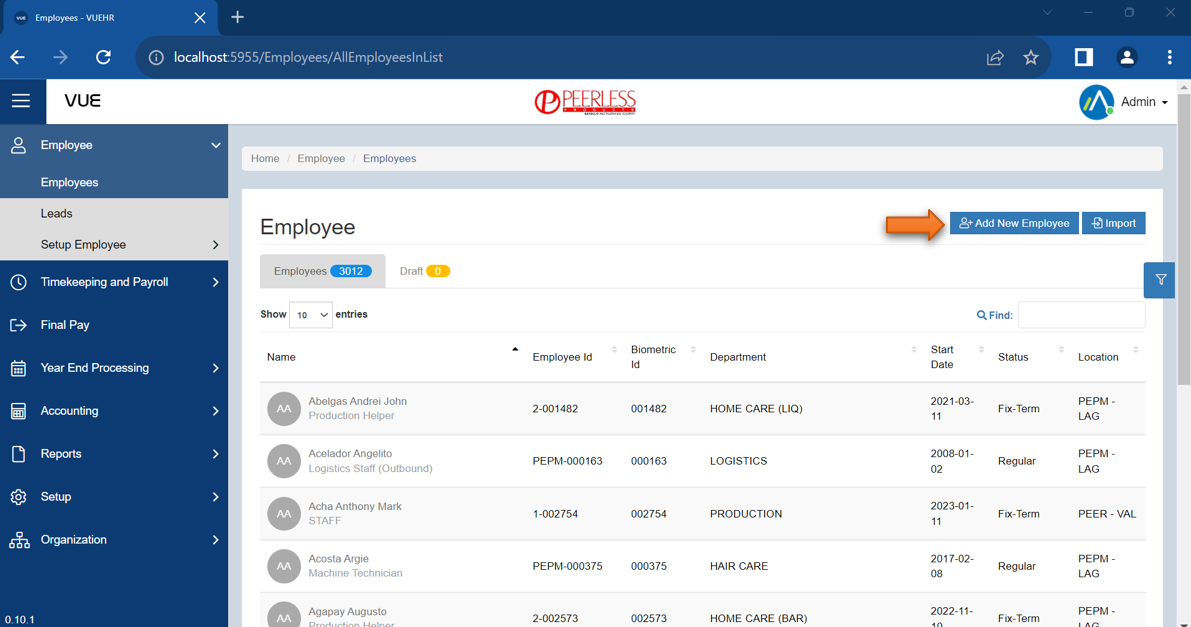 VUE Employees - VUEHR
localhost:5955/Employees/AllEmployeesInList
VUE
PEERLESS
PRODUCTS
Admin
Employee
Employees
Leads
Setup Employee
Timekeeping and Payroll
Final Pay
Year End Processing
Accounting
Reports
Setup
Organization
0.10.1
Home / Employee / Employees
Employee
Add New Employee Import
Employees 3012 Draft 0
Show 10 entries Find:
Name Employee Id Biometric Id Department Start Date Status Location
AA Abelgas Andrei John 2-001482 001482 HOME CARE (LIQ) 2021-03-11 Fix-Term PEPM - LAG
Production Helper
AA Acelador Angelito PEPM-000163 000163 LOGISTICS 2008-01-02 Regular PEPM - LAG
Logistics Staff (Outbound)
AA Acha Anthony Mark 1-002754 002754 PRODUCTION 2023-01-11 Fix-Term PEER - VAL
STAFF
AA Acosta Argie PEPM-000375 000375 HAIR CARE 2017-02-08 Regular PEPM - LAG
Machine Technician
AA Agapay Augusto 2-002573 002573 HOME CARE (BAR) 2022-11-10 Fix-Term PEPM - LAG
Production Helper